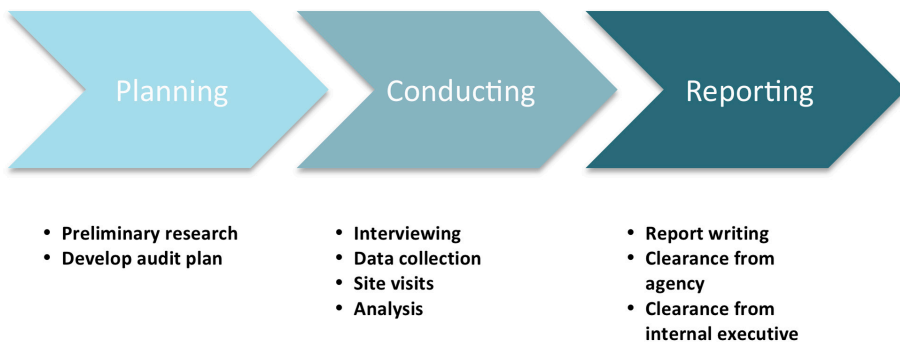 Planning
Conducting
Reporting
• Preliminary research
• Develop audit plan
• Interviewing
• Data collection
• Site visits
• Analysis
• Report writing
• Clearance from
agency
• Clearance from
internal executive